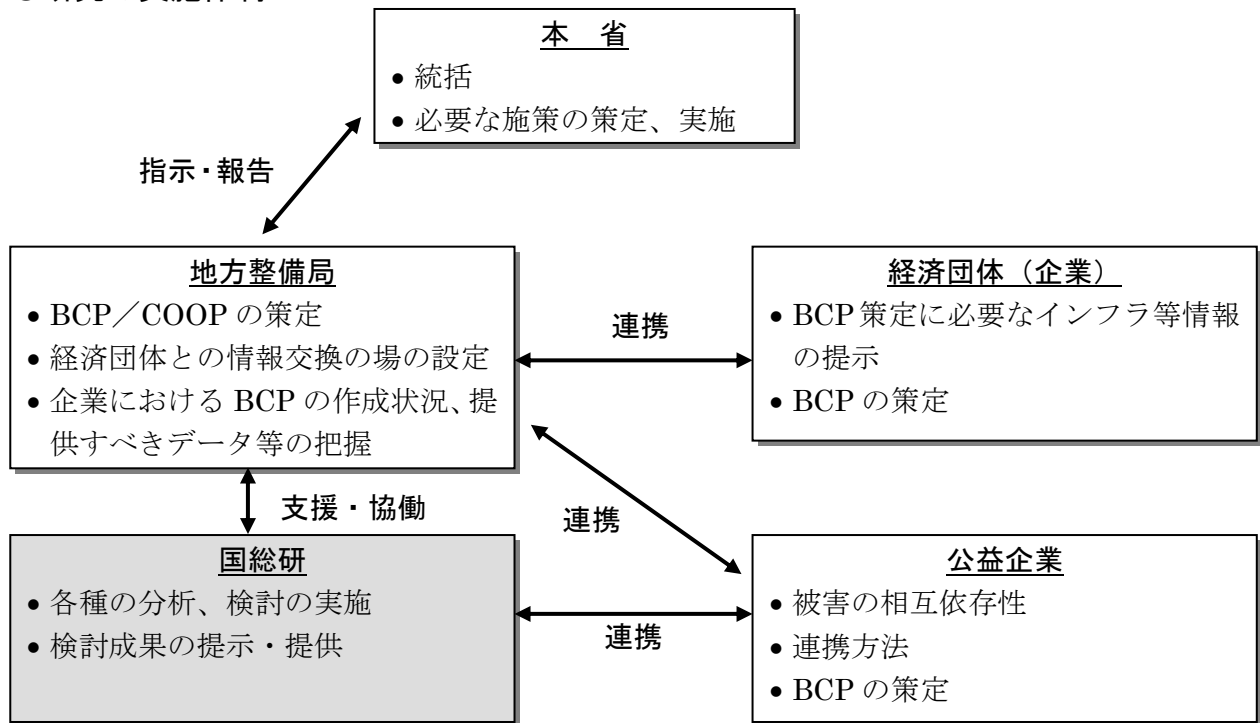 本　省
• 統括
• 必要な施策の策定、実施
指示・報告
地方整備局
• BCP／COOP の策定
• 経済団体との情報交換の場の設定
• 企業における BCP の作成状況、提
供すべきデータ等の把握
連携
経済団体（企業）
• BCP 策定に必要なインフラ等情報
の提示
• BCP の策定
支援・協働
連携
国総研
• 各種の分析、検討の実施
• 検討成果の提示・提供
連携
公益企業
• 被害の相互依存性
• 連携方法
• BCP の策定